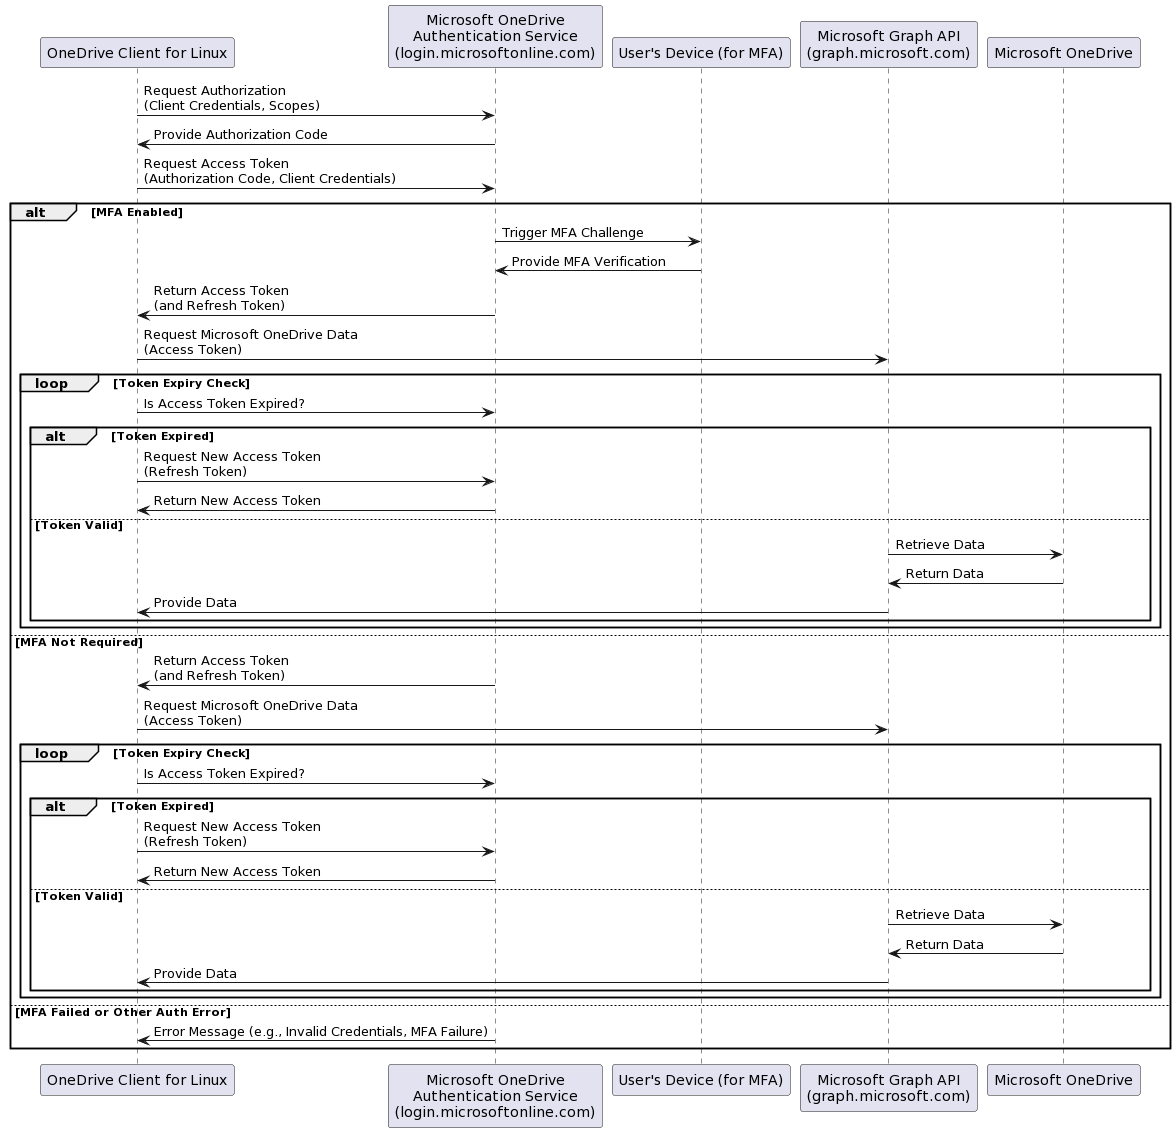 OneDrive Client for Linux
Microsoft OneDrive
Authentication Service
(login.microsoftonline.com)
User's Device (for MFA)
Microsoft Graph API
(graph.microsoft.com)
Microsoft OneDrive
Request Authorization
(Client Credentials, Scopes)
Provide Authorization Code
Request Access Token
(Authorization Code, Client Credentials)
alt [MFA Enabled]
Trigger MFA Challenge
Provide MFA Verification
Return Access Token
(and Refresh Token)
Request Microsoft OneDrive Data
(Access Token)
loop [Token Expiry Check]
Is Access Token Expired?
alt [Token Expired]
Request New Access Token
(Refresh Token)
Return New Access Token
[Token Valid]
Retrieve Data
Return Data
Provide Data
[MFA Not Required]
Return Access Token
(and Refresh Token)
Request Microsoft OneDrive Data
(Access Token)
loop [Token Expiry Check]
Is Access Token Expired?
alt [Token Expired]
Request New Access Token
(Refresh Token)
Return New Access Token
[Token Valid]
Retrieve Data
Return Data
Provide Data
[MFA Failed or Other Auth Error]
Error Message (e.g., Invalid Credentials, MFA Failure)
OneDrive Client for Linux
Microsoft OneDrive
Authentication Service
(login.microsoftonline.com)
User's Device (for MFA)
Microsoft Graph API
(graph.microsoft.com)
Microsoft OneDrive